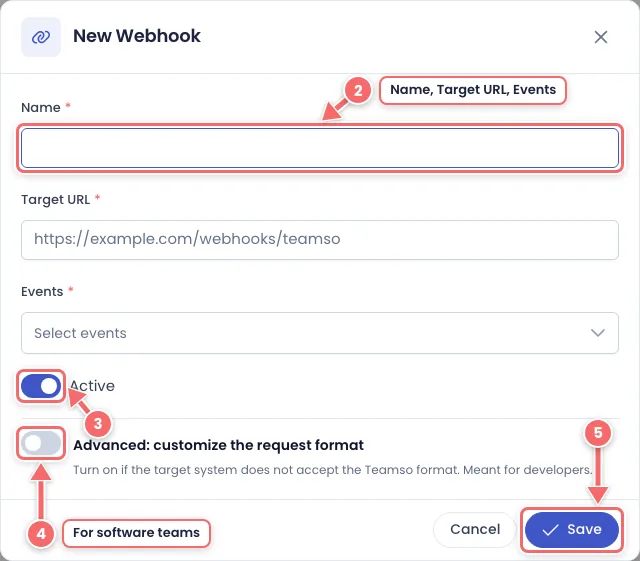 New Webhook
2 Name, Target URL, Events
Name *
Target URL *
https://example.com/webhooks/teamso
Events *
Select events
Active
3
Advanced: customize the request format
5
Turn on if the target system does not accept the Teamso format. Meant for developers.
4 For software teams
Cancel
Save